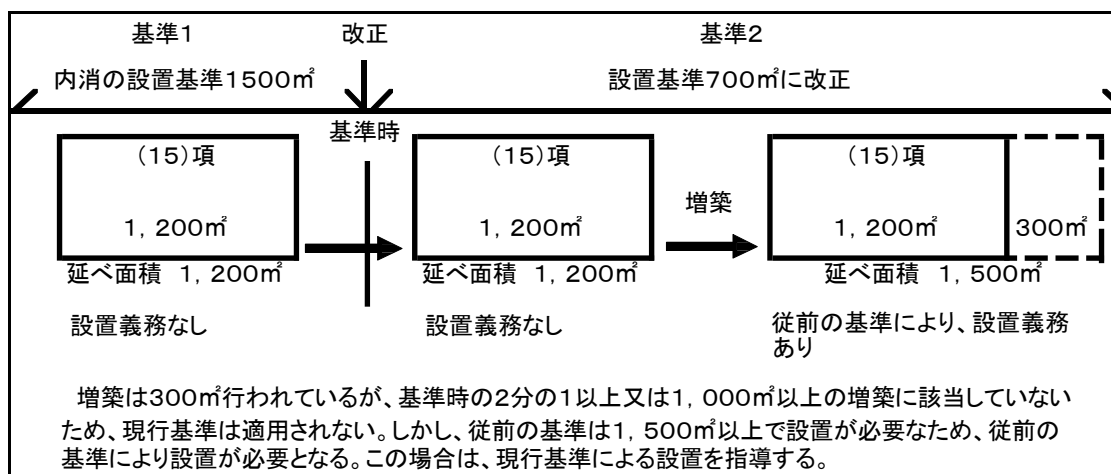 基準1 改正 基準2
内消の設置基準1500㎡ 設置基準700㎡に改正
基準時
(15)項 (15)項 (15)項
増築
1,200㎡ 1,200㎡ 1,200㎡ 300㎡
延べ面積 1,200㎡ 延べ面積 1,200㎡ 延べ面積 1,500㎡
設置義務なし 設置義務なし 従前の基準により、設置義務
あり
増築は300㎡行われているが、基準時の2分の1以上又は1,000㎡以上の増築に該当していない
ため、現行基準は適用されない。しかし、従前の基準は1,500㎡以上で設置が必要なため、従前の
基準により設置が必要となる。この場合は、現行基準による設置を指導する。